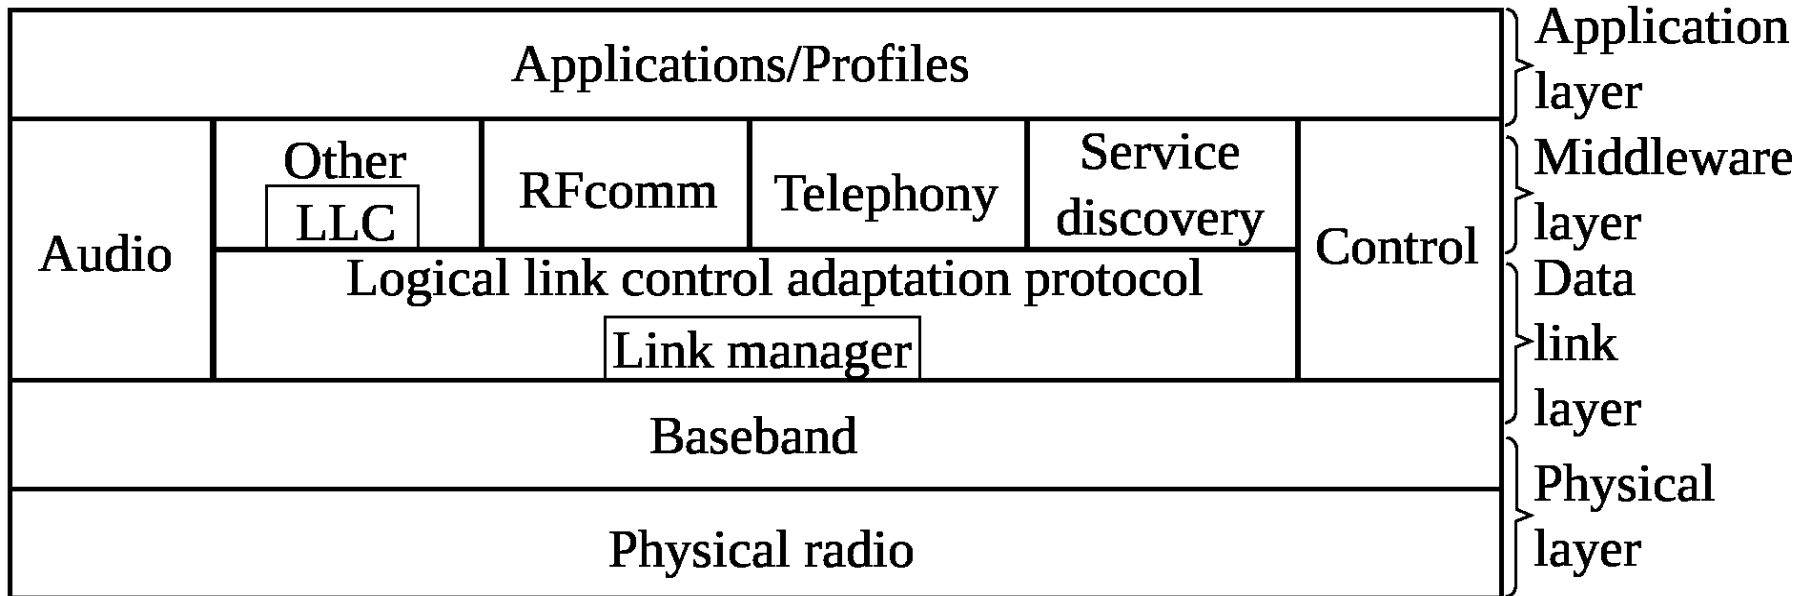 Applications/Profiles
Application
layer
Audio
Other
LLC
RFcomm
Telephony
Service
discovery
Control
Middleware
layer
Logical link control adaptation protocol
Link manager
Data
link
layer
Baseband
Physical radio
Physical
layer